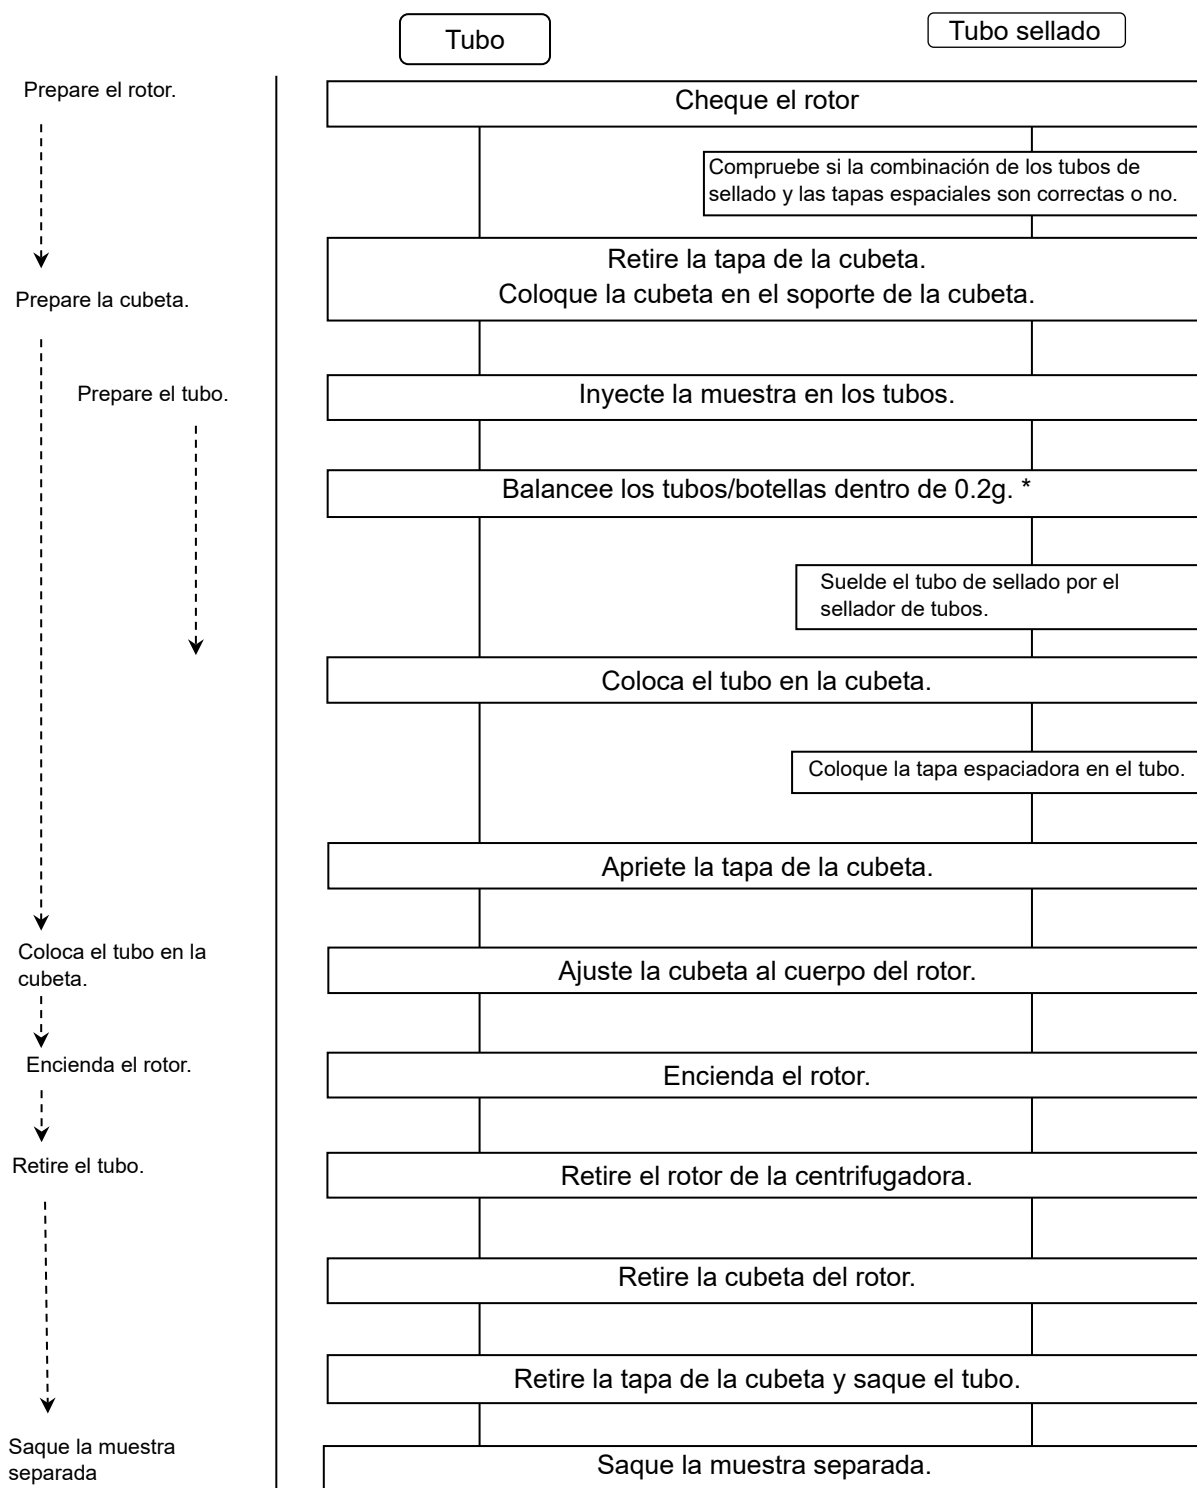 Tubo
Tubo sellado
Prepare el rotor.
Cheque el rotor
Compruebe si la combinación de los tubos de
sellado y las tapas espaciales son correctas o no.
Retire la tapa de la cubeta.
Coloque la cubeta en el soporte de la cubeta.
Prepare la cubeta.
Prepare el tubo.
Inyecte la muestra en los tubos.
Balancee los tubos/botellas dentro de 0.2g. *
Suelde el tubo de sellado por el
sellador de tubos.
Coloca el tubo en la cubeta.
Coloque la tapa espaciadora en el tubo.
Apriete la tapa de la cubeta.
Coloca el tubo en la
cubeta.
Ajuste la cubeta al cuerpo del rotor.
Encienda el rotor.
Encienda el rotor.
Retire el tubo.
Retire el rotor de la centrifugadora.
Retire la cubeta del rotor.
Retire la tapa de la cubeta y saque el tubo.
Saque la muestra
separada
Saque la muestra separada.